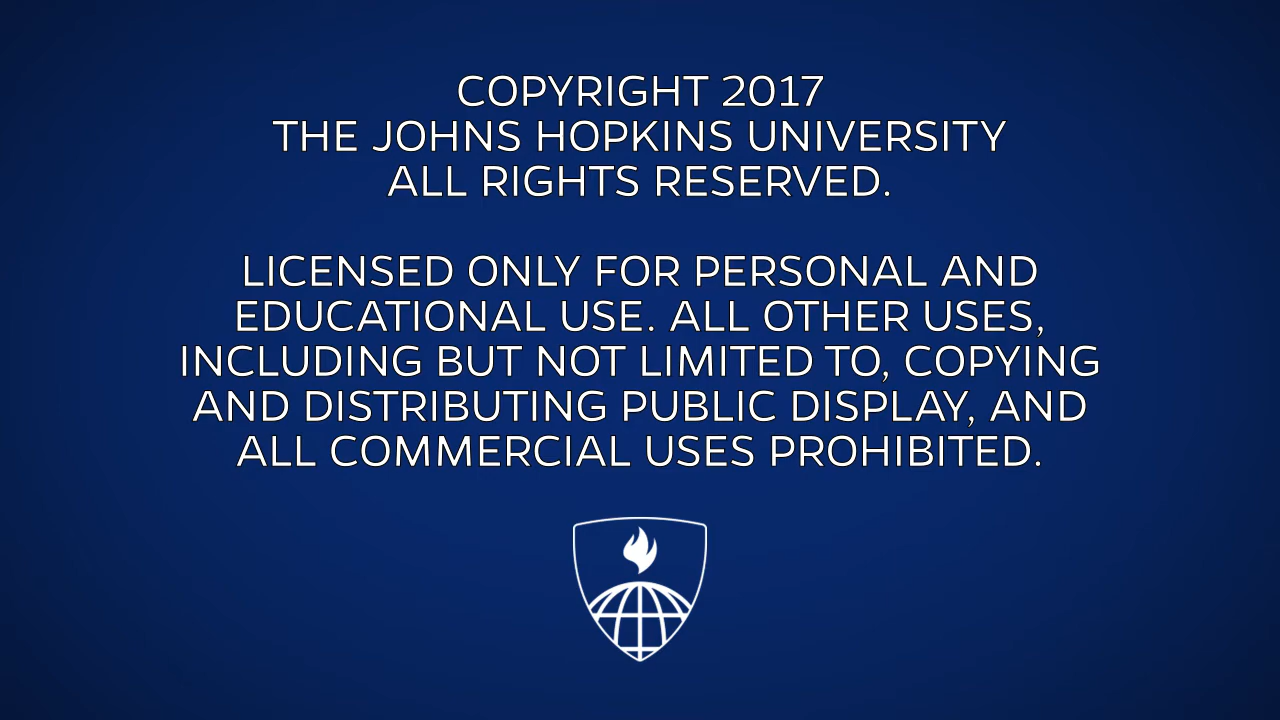 COPYRIGHT 2017
THE JOHNS HOPKINS UNIVERSITY
ALL RIGHTS RESERVED.
LICENSED ONLY FOR PERSONAL AND
EDUCATIONAL USE. ALL OTHER USES,
INCLUDING BUT NOT LIMITED TO, COPYING
AND DISTRIBUTING PUBLIC DISPLAY, AND
ALL COMMERCIAL USES PROHIBITED.